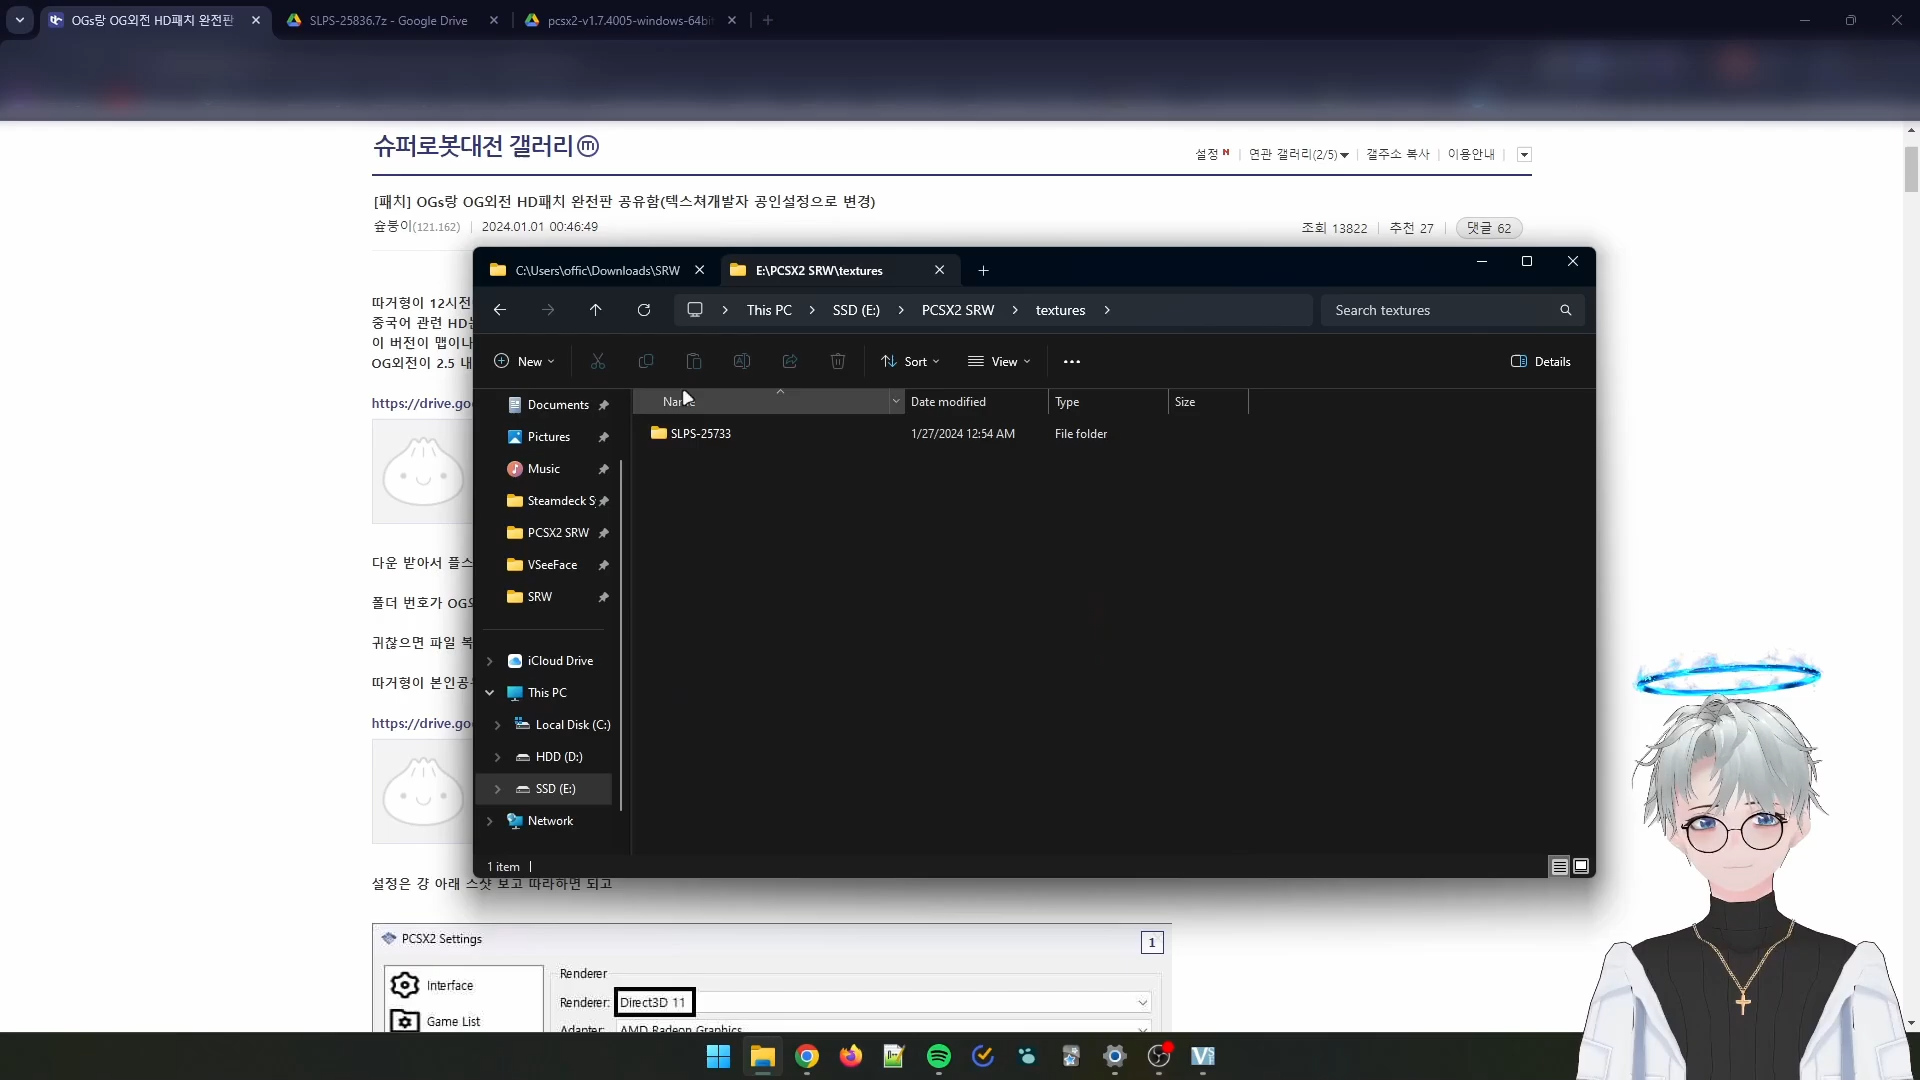 OGs랑 OG외전 HD패치 완전판
SLPS-25836.7z - Google Drive
pcsx2-v1.7.4005-windows-64bit
슈퍼로봇대전 갤러리ⓜ
설정 N
연관 갤러리(2/5)
갤주소 복사
이용안내
[패치] OGs랑 OG외전 HD패치 완전판 공유함(텍스쳐개발자 공인설정으로 변경)
슢붕이(121.162)
2024.01.01 00:46:49
조회 13822
추천 27
댓글 62
따거형이 12시전
중국어 관련 HD
이 버전이 맵이나
OG외전이 2.5 내
https://drive.go
다운 받아서 플스
폴더 번호가 OG외
귀찮으면 파일 복
따거형이 본인공
https://drive.go
설정은 걍 아래 스샷 보고 따라하면 되고
C:\Users\offic\Downloads\SRW
E:\PCSX2 SRW\textures
This PC
SSD (E:)
PCSX2 SRW
textures
Search textures
New
Sort
View
Details
Name
Date modified
Type
Size
SLPS-25733
1/27/2024 12:54 AM
File folder
Documents
Pictures
Music
Steamdeck S
PCSX2 SRW
VSeeFace
SRW
iCloud Drive
This PC
Local Disk (C:)
HDD (D:)
SSD (E:)
Network
1 item
PCSX2 Settings
1
Interface
Game List
Renderer
Renderer:
Direct3D 11
Adapter:
AMD Radeon Graphics